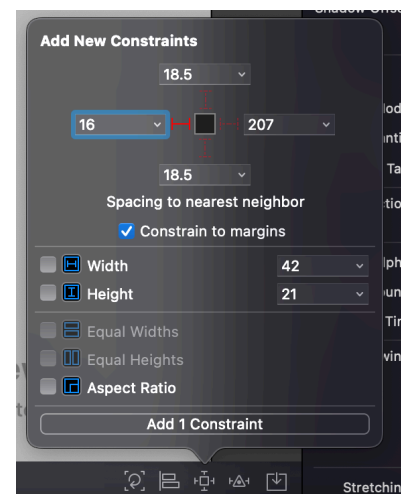 Add New Constraints
18.5
16
207
18.5
Spacing to nearest neighbor
Constrain to margins
Width 42
Height 21
Equal Widths
Equal Heights
Aspect Ratio
Add 1 Constraint
Stretchin